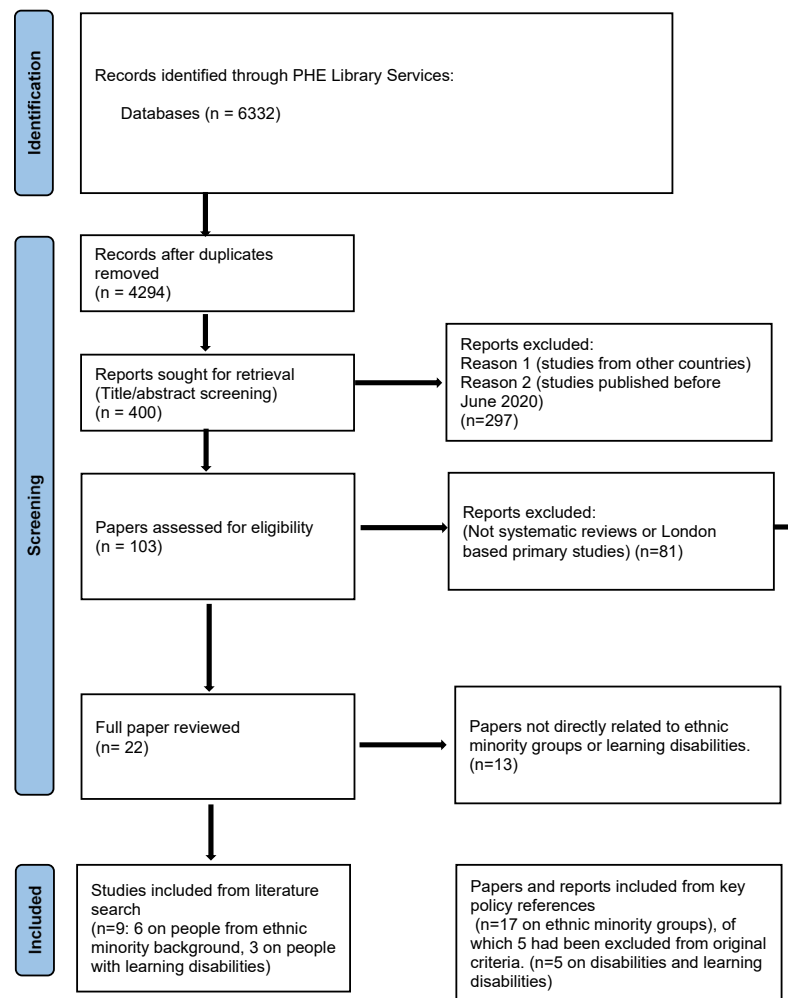 Identification
Records identified through PHE Library Services:
Databases (n = 6332)
Screening
Records after duplicates
removed
(n = 4294)
Reports sought for retrieval
(Title/abstract screening)
(n = 400)
Reports excluded:
Reason 1 (studies from other countries)
Reason 2 (studies published before
June 2020)
(n=297)
Papers assessed for eligibility
(n = 103)
Reports excluded:
(Not systematic reviews or London
based primary studies) (n=81)
Full paper reviewed
(n= 22)
Papers not directly related to ethnic
minority groups or learning disabilities.
(n=13)
Included
Studies included from literature
search
(n=9: 6 on people from ethnic
minority background, 3 on people
with learning disabilities)
Papers and reports included from key
policy references
(n=17 on ethnic minority groups), of
which 5 had been excluded from original
criteria. (n=5 on disabilities and learning
disabilities)